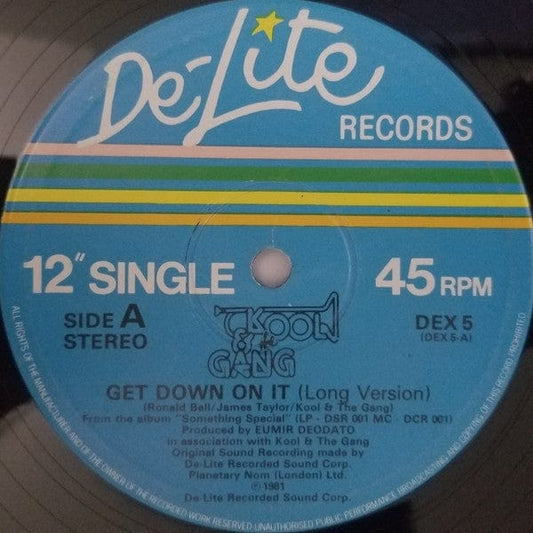 De-Lite
RECORDS
12" SINGLE
45 RPM
SIDE A
STEREO
KOOL
& the
GANG
DEX 5
(DEX 5-A)
GET DOWN ON IT (Long Version)
(Ronald Bell/James Taylor/Kool & The Gang)
From the album "Something Special" (LP - DSR 001 MC - DCR 001)
Produced by EUMIR DEODATO
In association with Kool & The Gang
Original Sound Recording made by
De-Lite Recorded Sound Corp.
Planetary Nom (London) Ltd.
℗ 1981
De-Lite Recorded Sound Corp.
ALL RIGHTS OF THE MANUFACTURER AND OF THE OWNER OF THE RECORDED WORK RESERVED UNAUTHORISED PUBLIC PERFORMANCE BROADCASTING AND COPYING OF THIS RECORD PROHIBITED